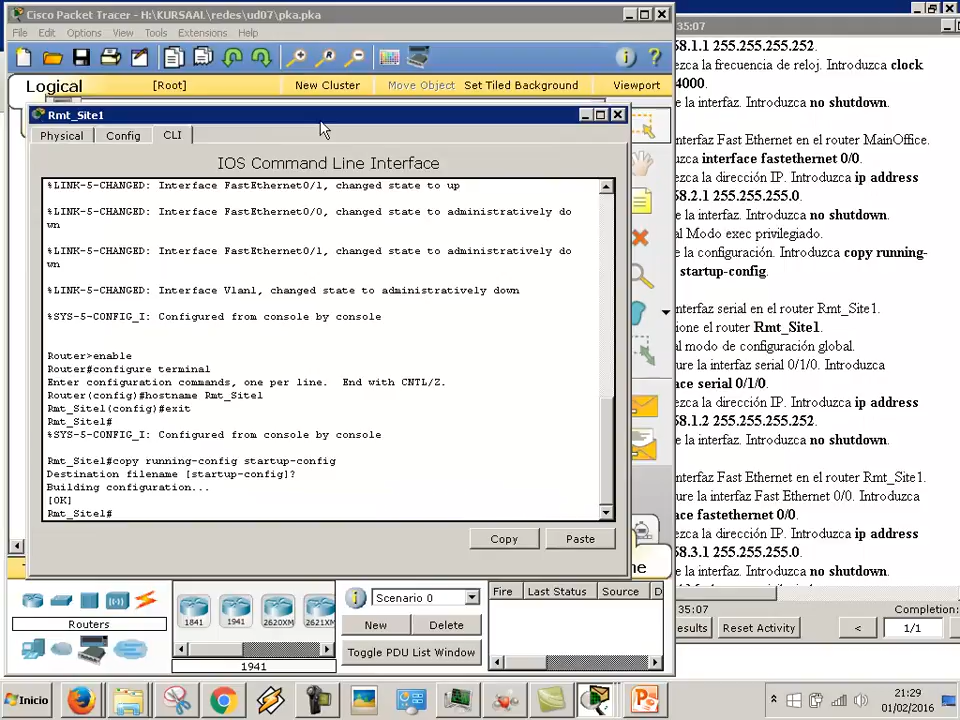 Cisco Packet Tracer - H:\KURSAAL\redes\ud07\pka.pka
File Edit Options View Tools Extensions Help
Logical
[Root]
New Cluster
Move Object
Set Tiled Background
Viewport
Rmt_Site1
Physical
Config
CLI
IOS Command Line Interface
%LINK-5-CHANGED: Interface FastEthernet0/1, changed state to up
%LINK-5-CHANGED: Interface FastEthernet0/0, changed state to administratively do
wn
%LINK-5-CHANGED: Interface FastEthernet0/1, changed state to administratively do
wn
%LINK-5-CHANGED: Interface Vlan1, changed state to administratively down
%SYS-5-CONFIG_I: Configured from console by console
Router>enable
Router#configure terminal
Enter configuration commands, one per line.  End with CNTL/Z.
Router(config)#hostname Rmt_Site1
Rmt_Site1(config)#exit
Rmt_Site1#
%SYS-5-CONFIG_I: Configured from console by console
Rmt_Site1#copy running-config startup-config
Destination filename [startup-config]?
Building configuration...
[OK]
Rmt_Site1#
Copy
Paste
me
Routers
1841
1941
2620XM
2621XM
1941
Scenario 0
New
Delete
Toggle PDU List Window
Fire
Last Status
Source
D
35:07
58.1.1 255.255.255.252.
ezca la frecuencia de reloj. Introduzca clock
4000.
e la interfaz. Introduzca no shutdown.
nterfaz Fast Ethernet en el router MainOffice.
uzca interface fastethernet 0/0.
ezca la dirección IP. Introduzca ip address
58.2.1 255.255.255.0.
e la interfaz. Introduzca no shutdown.
al Modo exec privilegiado.
e la configuración. Introduzca copy running-
startup-config.
nterfaz serial en el router Rmt_Site1.
ione el router Rmt_Site1.
al modo de configuración global.
ure la interfaz serial 0/1/0. Introduzca
ace serial 0/1/0.
ezca la dirección IP. Introduzca ip address
58.1.2 255.255.255.252.
e la interfaz. Introduzca no shutdown.
nterfaz Fast Ethernet en el router Rmt_Site1.
ure la interfaz Fast Ethernet 0/0. Introduzca
ace fastethernet 0/0.
ezca la dirección IP. Introduzca ip address
58.3.1 255.255.255.0.
e la interfaz. Introduzca no shutdown.
35:07
Completion:
esults
Reset Activity
<
1/1
Inicio
21:29
01/02/2016